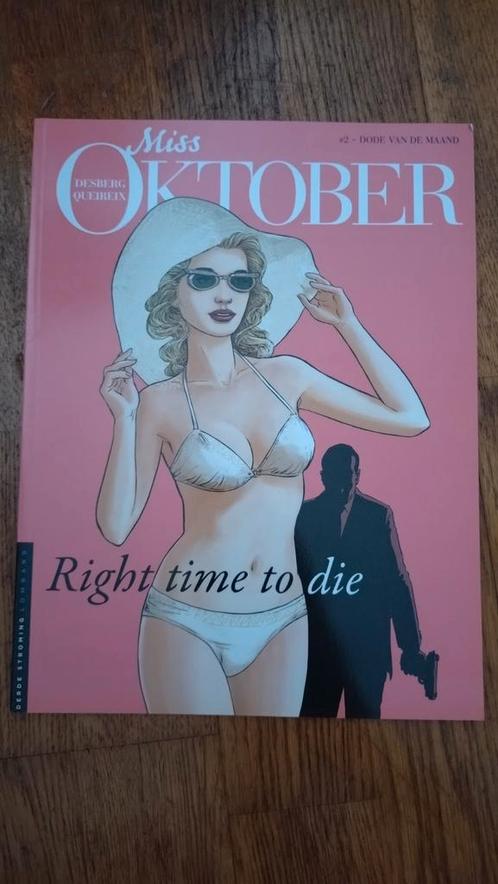 Miss
#2 - DODE VAN DE MAAND
OKTOBER
DESBERG
QUEIREIX
Right time to die
DERDE STROMING LOMBARD